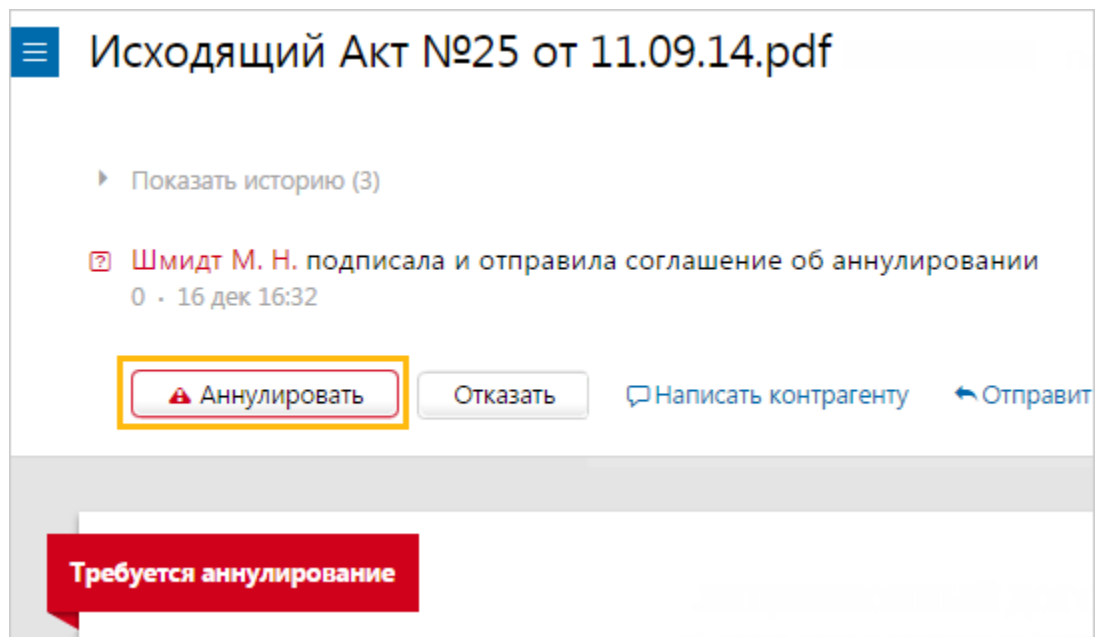 Исходящий Акт №25 от 11.09.14.pdf
Показать историю (3)
Шмидт М. Н. подписала и отправила соглашение об аннулировании
0 · 16 дек 16:32
Аннулировать Отказать Написать контрагенту Отправит
Требуется аннулирование